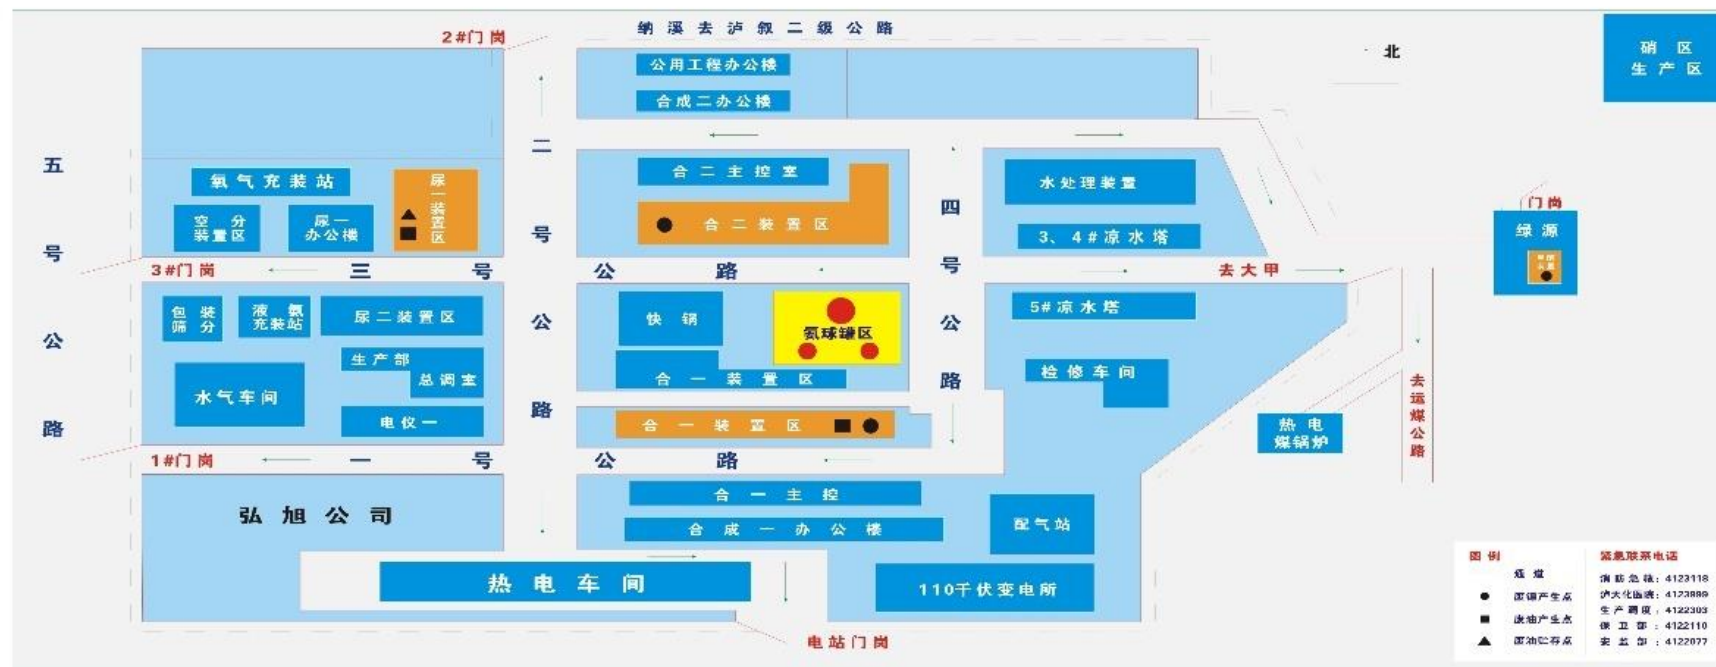 纳溪去泸叙二级公路
2#门岗
北
硝区
生产区
公用工程办公楼
合成二办公楼
五号公路
二号公路
四号公路
氧气充装站
尿一装置区
空分
装置区
尿一
办公楼
合二主控室
合二装置区
水处理装置
3、4#凉水塔
门岗
绿源
3#门岗
三号公路
去大甲
包装
筛分
液氨
充装站
尿二装置区
快锅
氨球罐区
5#凉水塔
生产部
总调室
合一装置区
检修车间
去运煤公路
水气车间
电仪一
合一装置区
热电
煤锅炉
1#门岗
一号公路
弘旭公司
合一主控
合成一办公楼
配气站
热电车间
110千伏变电所
电站门岗
图例
紧急联系电话
消防急救：4123118
泸天化医院：
生产调度：4122303
废油产生点
保卫部：4122110
废油贮存点
安监部：4122077